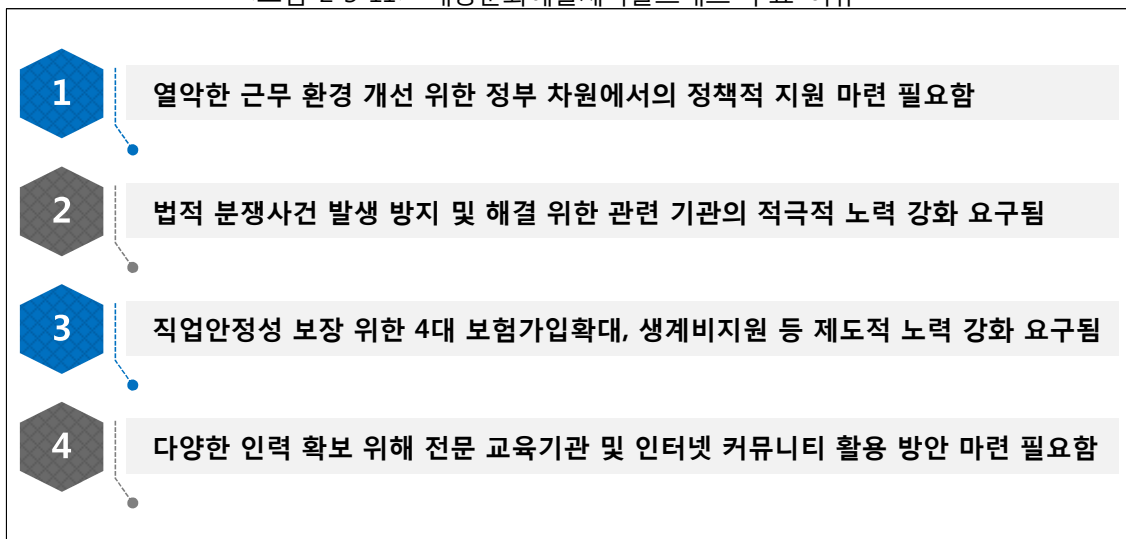 1
열악한 근무 환경 개선 위한 정부 차원에서의 정책적 지원 마련 필요함
2
법적 분쟁사건 발생 방지 및 해결 위한 관련 기관의 적극적 노력 강화 요구됨
3
직업안정성 보장 위한 4대 보험가입확대, 생계비지원 등 제도적 노력 강화 요구됨
4
다양한 인력 확보 위해 전문 교육기관 및 인터넷 커뮤니티 활용 방안 마련 필요함